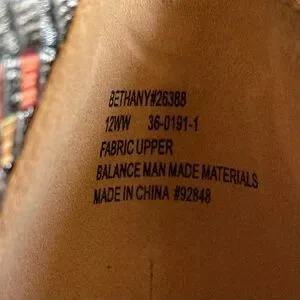 BETHANY#26388
12WW 36-0191-1
FABRIC UPPER
BALANCE MAN MADE MATERIALS
MADE IN CHINA #92848